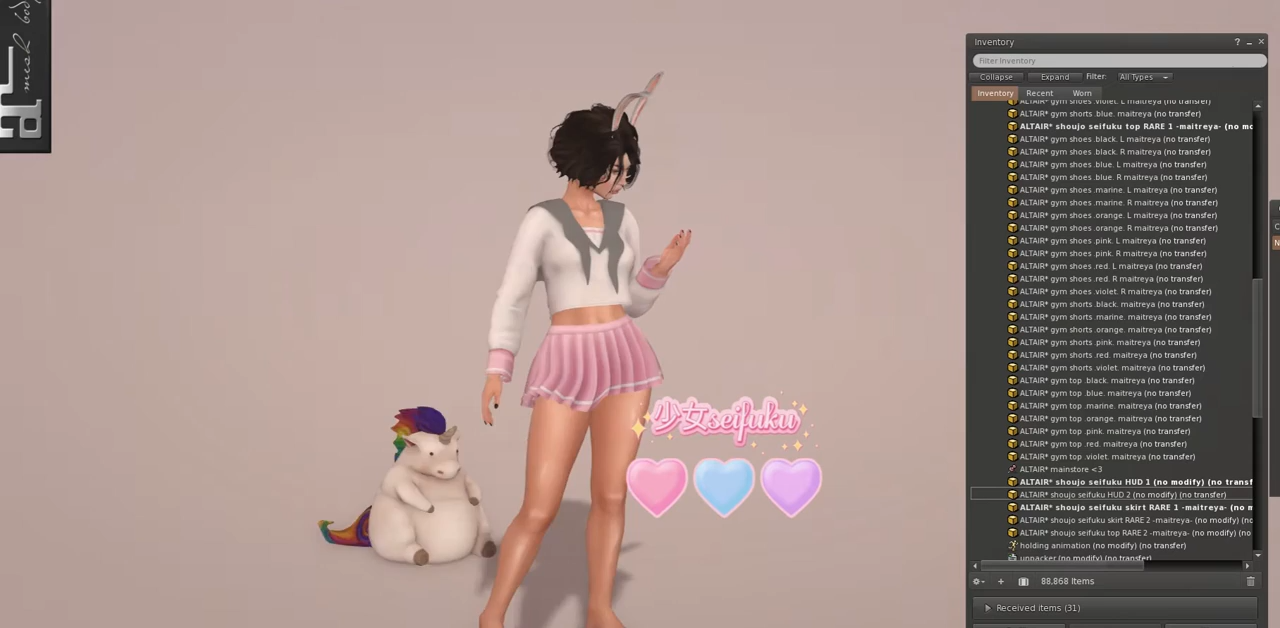 mesh body
Inventory
?
Filter Inventory
Collapse Expand Filter: All Types
Inventory Recent Worn
ALTAIR* gym shoes .violet. L maitreya (no transfer)
ALTAIR* gym shorts .blue. maitreya (no transfer)
ALTAIR* shoujo seifuku top RARE 1 -maitreya- (no mo
ALTAIR* gym shoes .black. L maitreya (no transfer)
ALTAIR* gym shoes .black. R maitreya (no transfer)
ALTAIR* gym shoes .blue. L maitreya (no transfer)
ALTAIR* gym shoes .blue. R maitreya (no transfer)
ALTAIR* gym shoes .marine. L maitreya (no transfer)
ALTAIR* gym shoes .marine. R maitreya (no transfer)
ALTAIR* gym shoes .orange. L maitreya (no transfer)
ALTAIR* gym shoes .orange. R maitreya (no transfer)
ALTAIR* gym shoes .pink. L maitreya (no transfer)
ALTAIR* gym shoes .pink. R maitreya (no transfer)
ALTAIR* gym shoes .red. L maitreya (no transfer)
ALTAIR* gym shoes .red. R maitreya (no transfer)
ALTAIR* gym shoes .violet. R maitreya (no transfer)
ALTAIR* gym shorts .black. maitreya (no transfer)
ALTAIR* gym shorts .marine. maitreya (no transfer)
ALTAIR* gym shorts .orange. maitreya (no transfer)
ALTAIR* gym shorts .pink. maitreya (no transfer)
ALTAIR* gym shorts .red. maitreya (no transfer)
ALTAIR* gym shorts .violet. maitreya (no transfer)
ALTAIR* gym top .black. maitreya (no transfer)
ALTAIR* gym top .blue. maitreya (no transfer)
ALTAIR* gym top .marine. maitreya (no transfer)
ALTAIR* gym top .orange. maitreya (no transfer)
ALTAIR* gym top .pink. maitreya (no transfer)
ALTAIR* gym top .red. maitreya (no transfer)
ALTAIR* gym top .violet. maitreya (no transfer)
ALTAIR* mainstore <3
ALTAIR* shoujo seifuku HUD 1 (no modify) (no transf
ALTAIR* shoujo seifuku HUD 2 (no modify) (no transfer)
ALTAIR* shoujo seifuku skirt RARE 1 -maitreya- (no m
ALTAIR* shoujo seifuku skirt RARE 2 -maitreya- (no modify) (no
ALTAIR* shoujo seifuku top RARE 2 -maitreya- (no modify) (no
holding animation (no modify) (no transfer)
unpacker (no modify) (no transfer)
88,868 Items
Received items (31)
少女seifuku